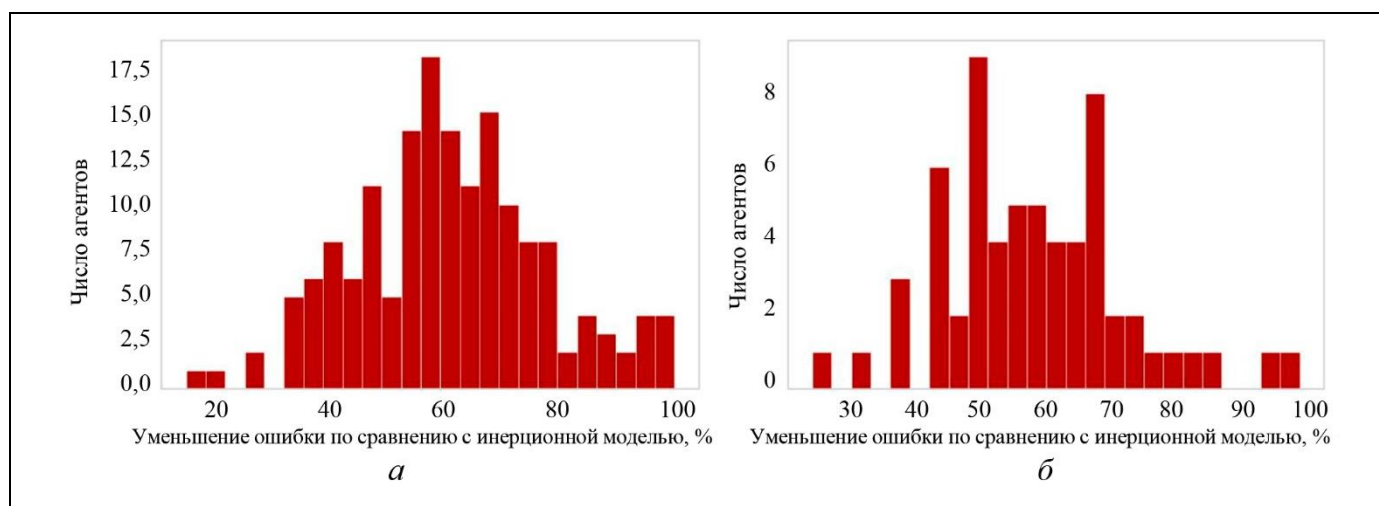 Число агентов
17,5
15,0
12,5
10,0
7,5
5,0
2,5
0,0
20 40 60 80 100
Уменьшение ошибки по сравнению с инерционной моделью, %
а
Число агентов
8
6
4
2
0
30 40 50 60 70 80 90 100
Уменьшение ошибки по сравнению с инерционной моделью, %
б